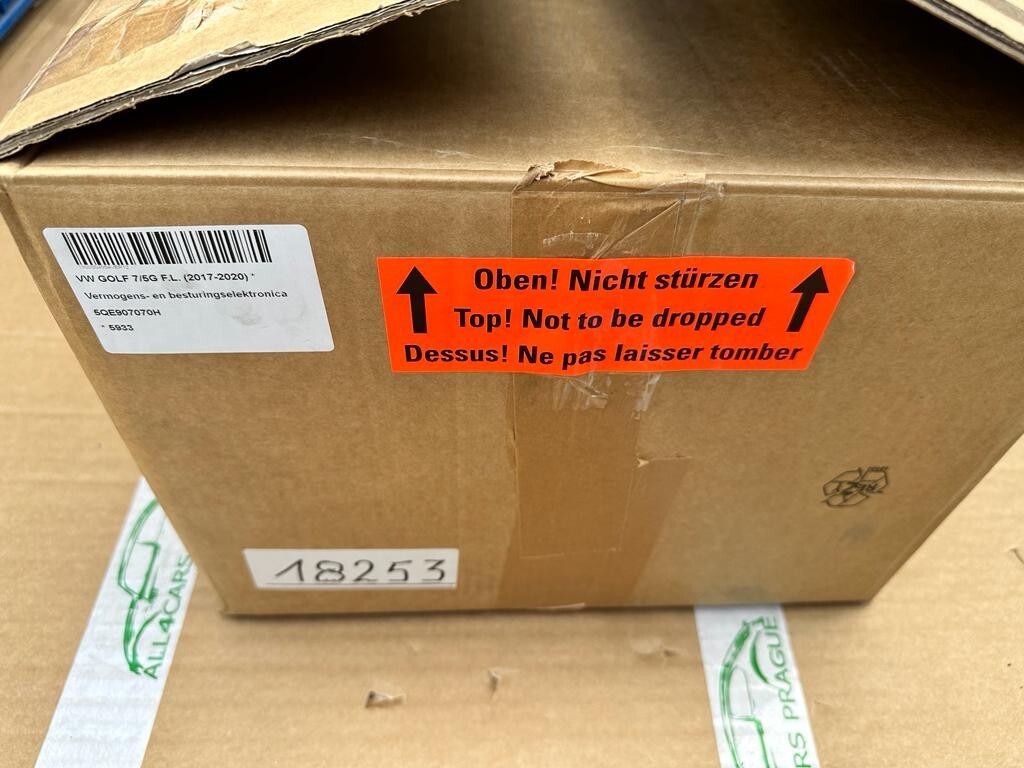 VW GOLF 7/5G F.L. (2017-2020) *
Vermogens- en besturingselektronica
5QE907070H
* 5933
Oben! Nicht stürzen
Top! Not to be dropped
Dessus! Ne pas laisser tomber
RESY
18253
ALL4CARS
RS PRAGUE